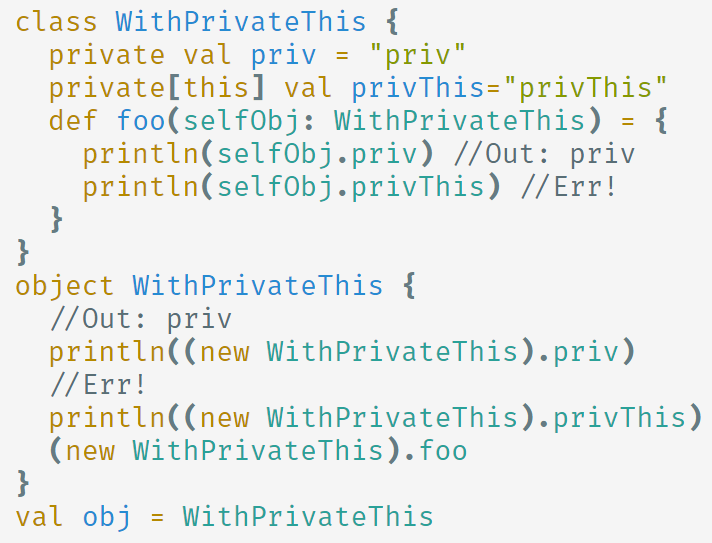 class WithPrivateThis {
  private val priv = "priv"
  private[this] val privThis="privThis"
  def foo(selfObj: WithPrivateThis) = {
    println(selfObj.priv) //Out: priv
    println(selfObj.privThis) //Err!
  }
}
object WithPrivateThis {
  //Out: priv
  println((new WithPrivateThis).priv)
  //Err!
  println((new WithPrivateThis).privThis)
  (new WithPrivateThis).foo
}
val obj = WithPrivateThis